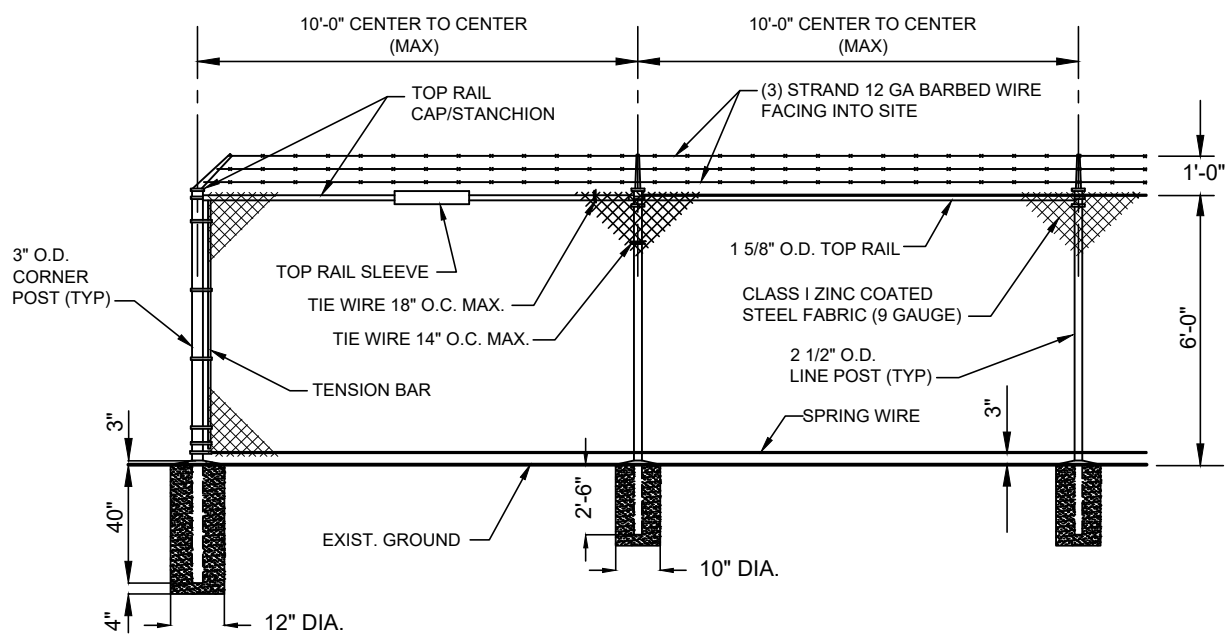 10'-0" CENTER TO CENTER
(MAX)
10'-0" CENTER TO CENTER
(MAX)
TOP RAIL
CAP/STANCHION
(3) STRAND 12 GA BARBED WIRE
FACING INTO SITE
1'-0"
3" O.D.
CORNER
POST (TYP)
TOP RAIL SLEEVE
1 5/8" O.D. TOP RAIL
TIE WIRE 18" O.C. MAX.
CLASS I ZINC COATED
STEEL FABRIC (9 GAUGE)
TIE WIRE 14" O.C. MAX.
6'-0"
2 1/2" O.D.
LINE POST (TYP)
TENSION BAR
SPRING WIRE
3"
3"
40"
2'-6"
EXIST. GROUND
10" DIA.
4"
12" DIA.